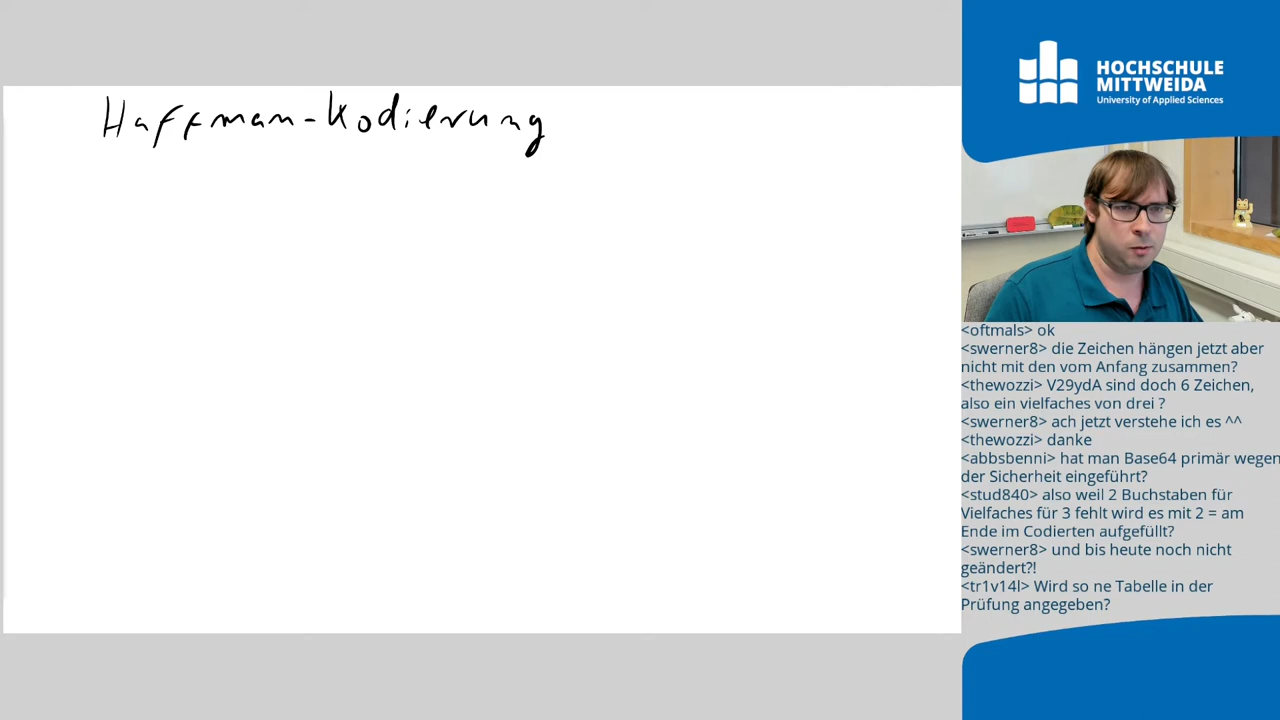 Huffman-Kodierung
HOCHSCHULE
MITTWEIDA
University of Applied Sciences
<oftmals> ok
<swerner8> die Zeichen hängen jetzt aber
nicht mit den vom Anfang zusammen?
<thewozzi> V29ydA sind doch 6 Zeichen,
also ein vielfaches von drei ?
<swerner8> ach jetzt verstehe ich es ^^
<thewozzi> danke
<abbsbenni> hat man Base64 primär wegen
der Sicherheit eingeführt?
<stud840> also weil 2 Buchstaben für
Vielfaches für 3 fehlt wird es mit 2 = am
Ende im Codierten aufgefüllt?
<swerner8> und bis heute noch nicht
geändert?!
<tr1v14l> Wird so ne Tabelle in der
Prüfung angegeben?